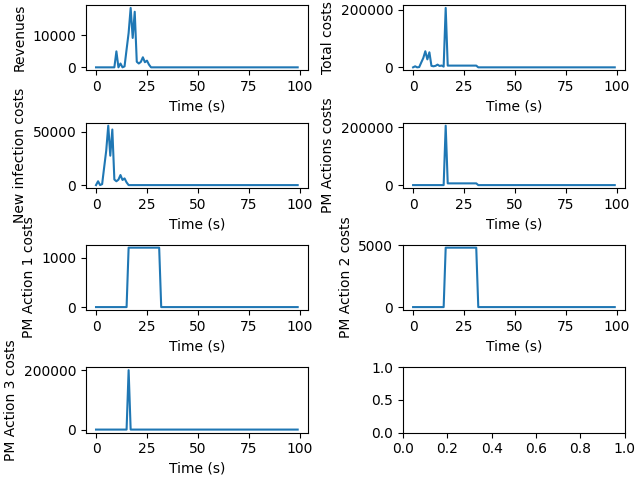 Revenues
10000
0
0 25 50 75 100
Time (s)
Total costs
200000
0
0 25 50 75 100
Time (s)
New infection costs
50000
0
0 25 50 75 100
Time (s)
PM Actions costs
200000
0
0 25 50 75 100
Time (s)
PM Action 1 costs
1000
0
0 25 50 75 100
Time (s)
PM Action 2 costs
5000
0
0 25 50 75 100
Time (s)
PM Action 3 costs
200000
0
0 25 50 75 100
Time (s)
1.0
0.5
0.0
0.0 0.2 0.4 0.6 0.8 1.0